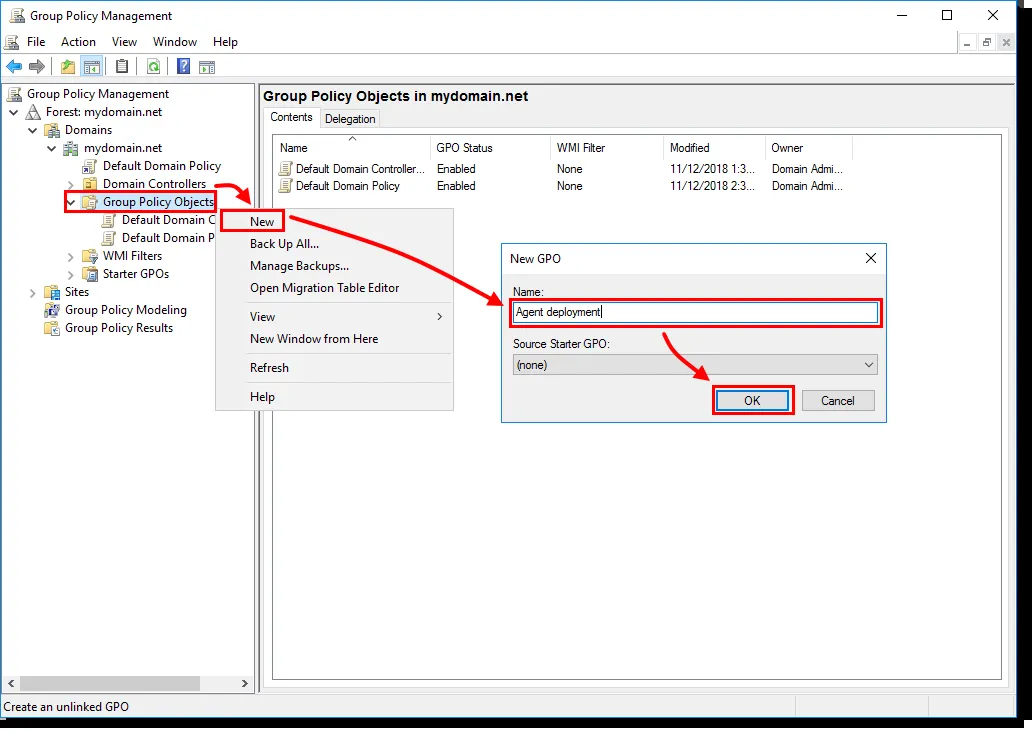 Group Policy Management
File Action View Window Help
Group Policy Management
Forest: mydomain.net
Domains
mydomain.net
Default Domain Policy
Domain Controllers
Group Policy Objects
Default Domain C
Default Domain P
WMI Filters
Starter GPOs
Sites
Group Policy Modeling
Group Policy Results
Group Policy Objects in mydomain.net
Contents Delegation
Name GPO Status WMI Filter Modified Owner
Default Domain Controller... Enabled None 11/12/2018 1:3... Domain Admi...
Default Domain Policy Enabled None 11/12/2018 2:3... Domain Admi...
New
Back Up All...
Manage Backups...
Open Migration Table Editor
View
New Window from Here
Refresh
Help
New GPO
Name:
Agent deployment
Source Starter GPO:
(none)
OK Cancel
Create an unlinked GPO